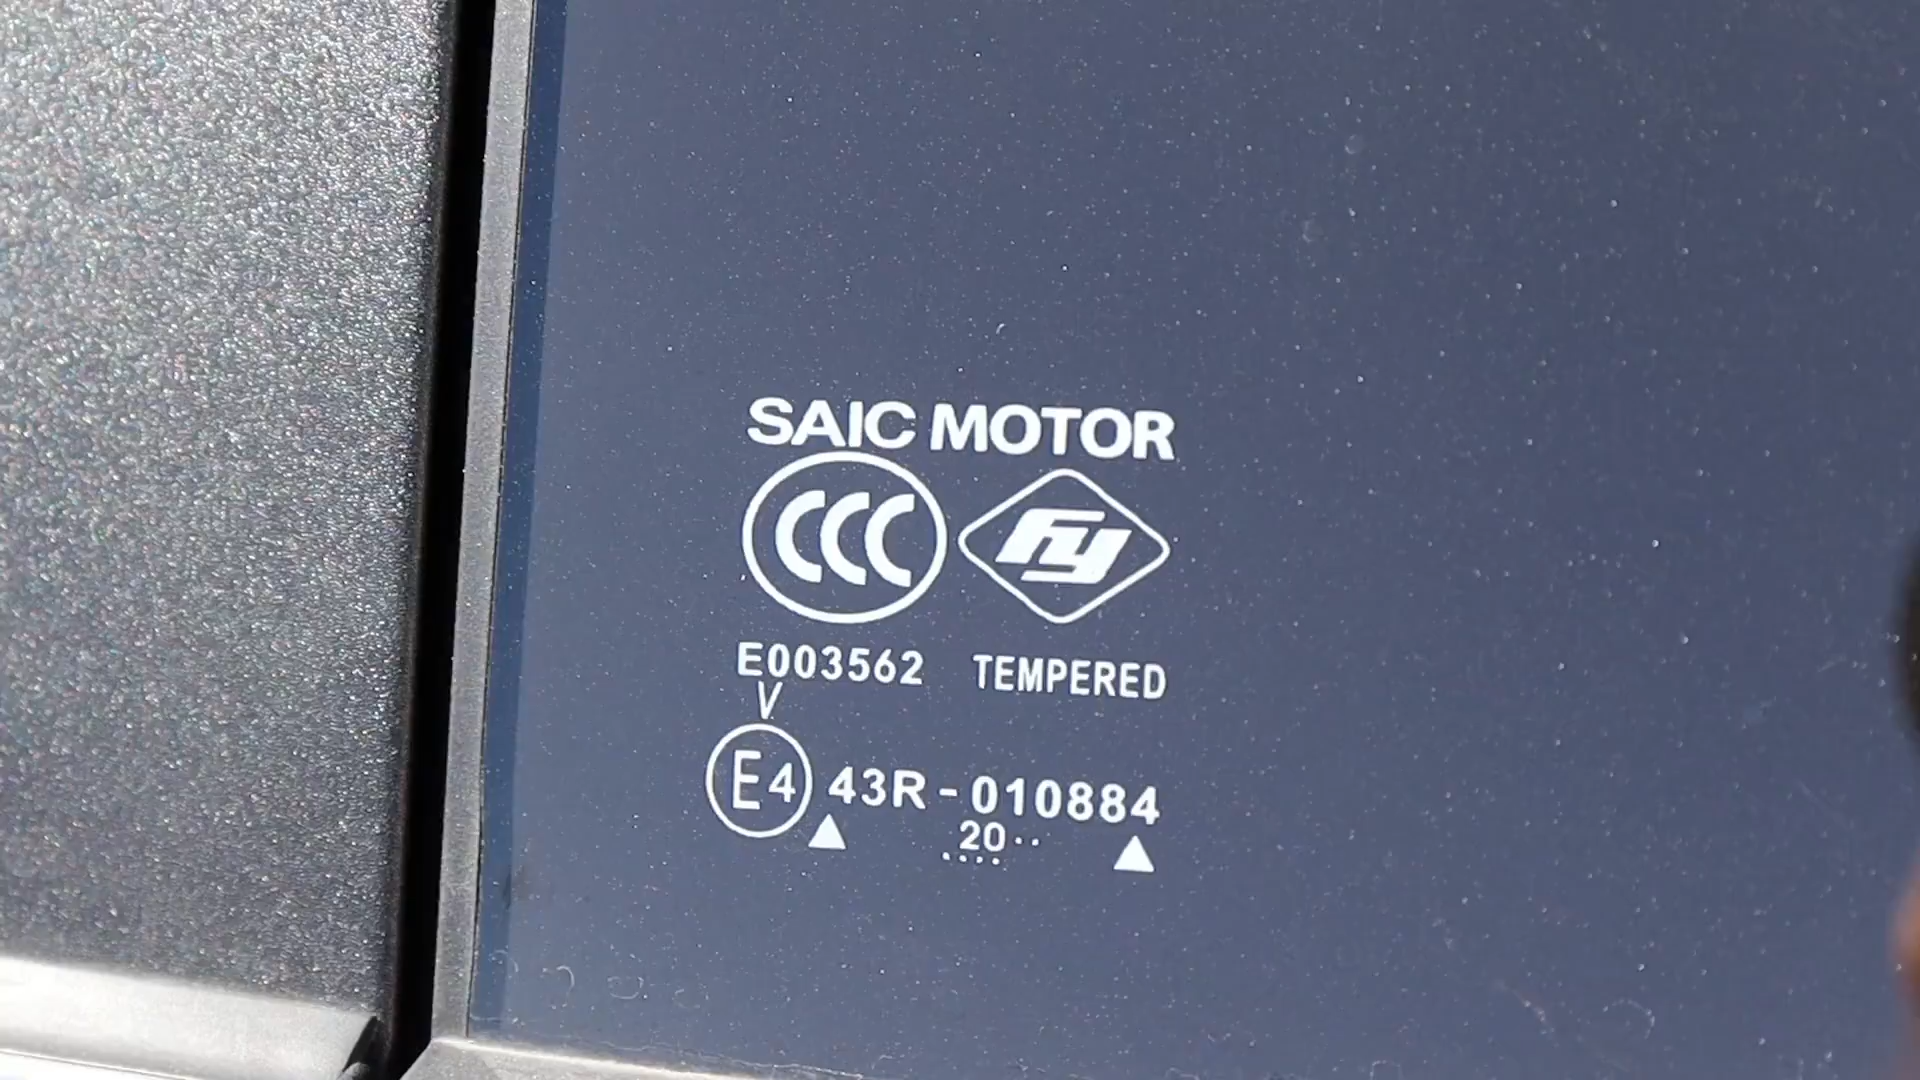 SAIC MOTOR
CCC fy
E003562 TEMPERED
V
E4 43R-010884
20